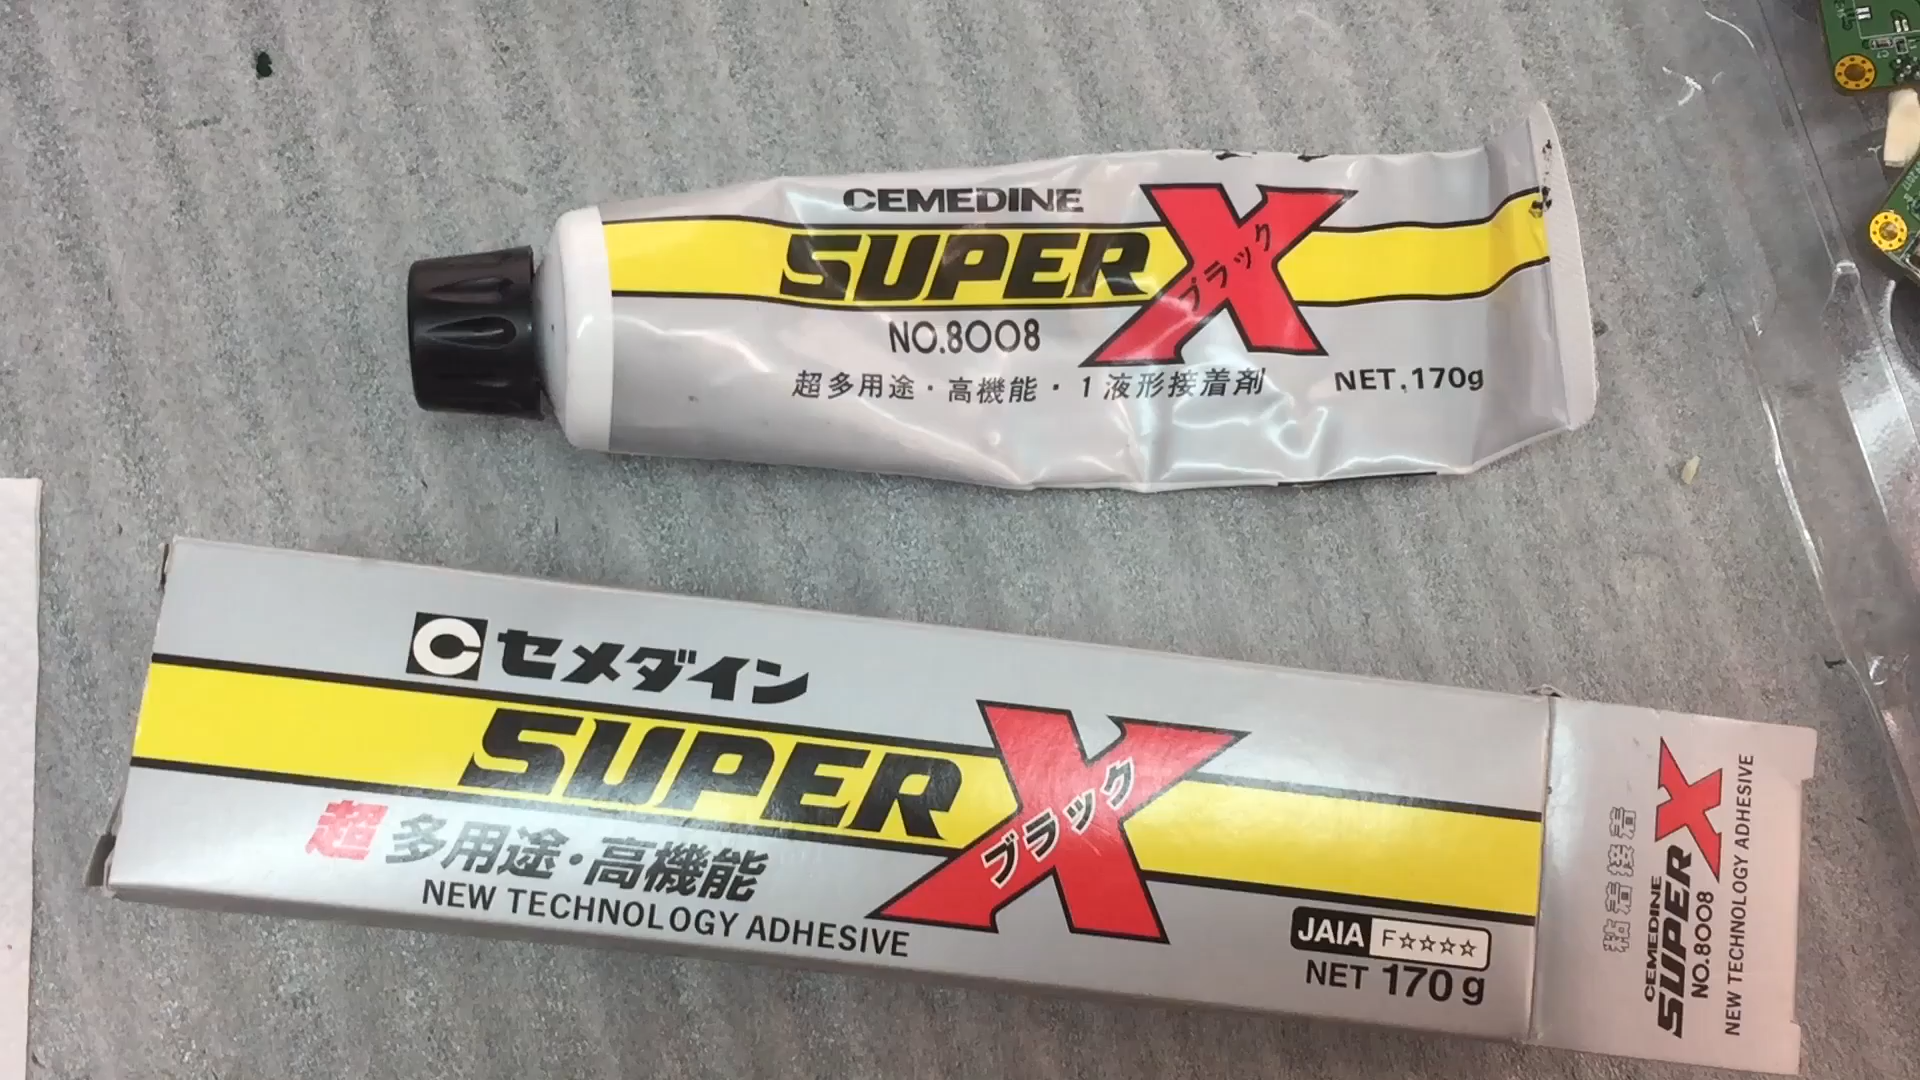 CEMEDINE
SUPER X
ブラック
NO.8008
超多用途・高機能・1液形接着剤
NET.170g
C セメダイン
SUPER X
ブラック
超多用途・高機能
NEW TECHNOLOGY ADHESIVE
JAIA F☆☆☆☆
NET 170g
粘着接着
CEMEDINE
SUPER X
NO.8008
NEW TECHNOLOGY ADHESIVE